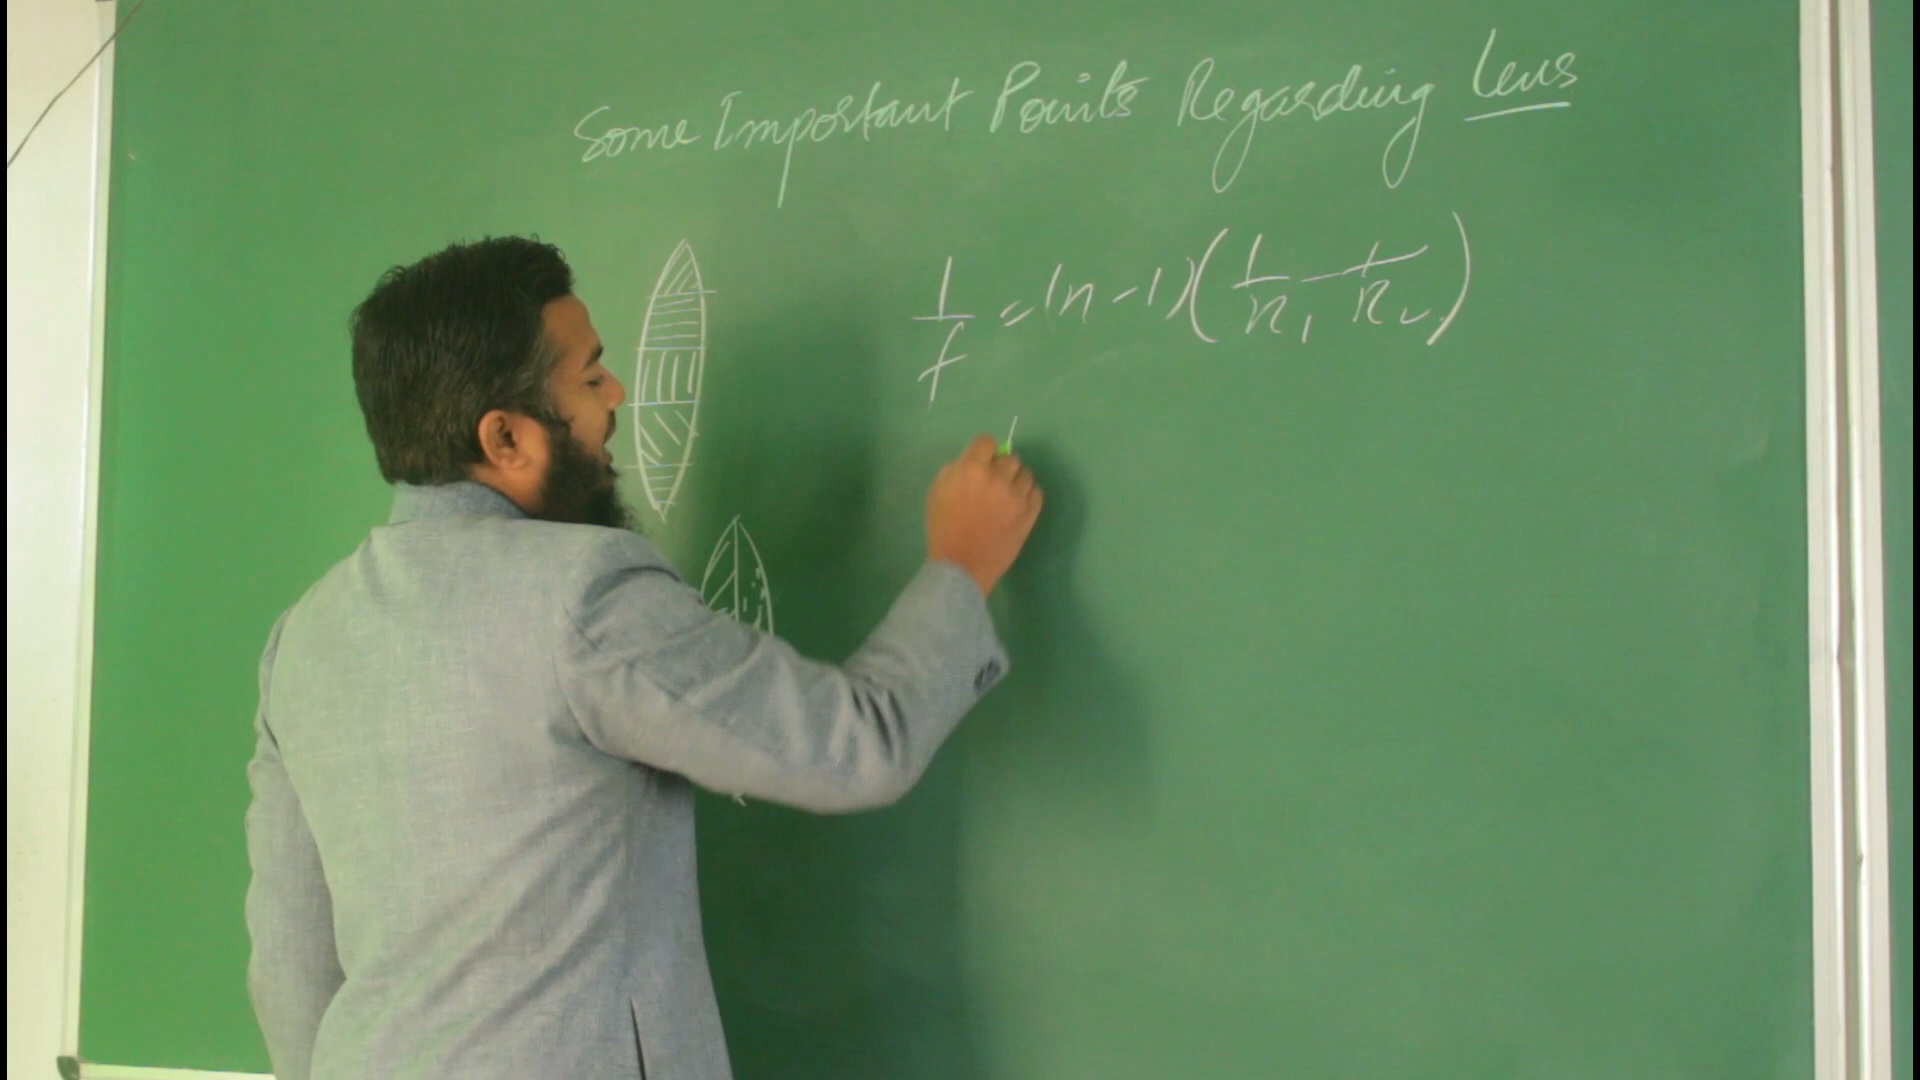 Some Important Points Regarding Lens
1/f = (n-1)(1/R1 - 1/R2)